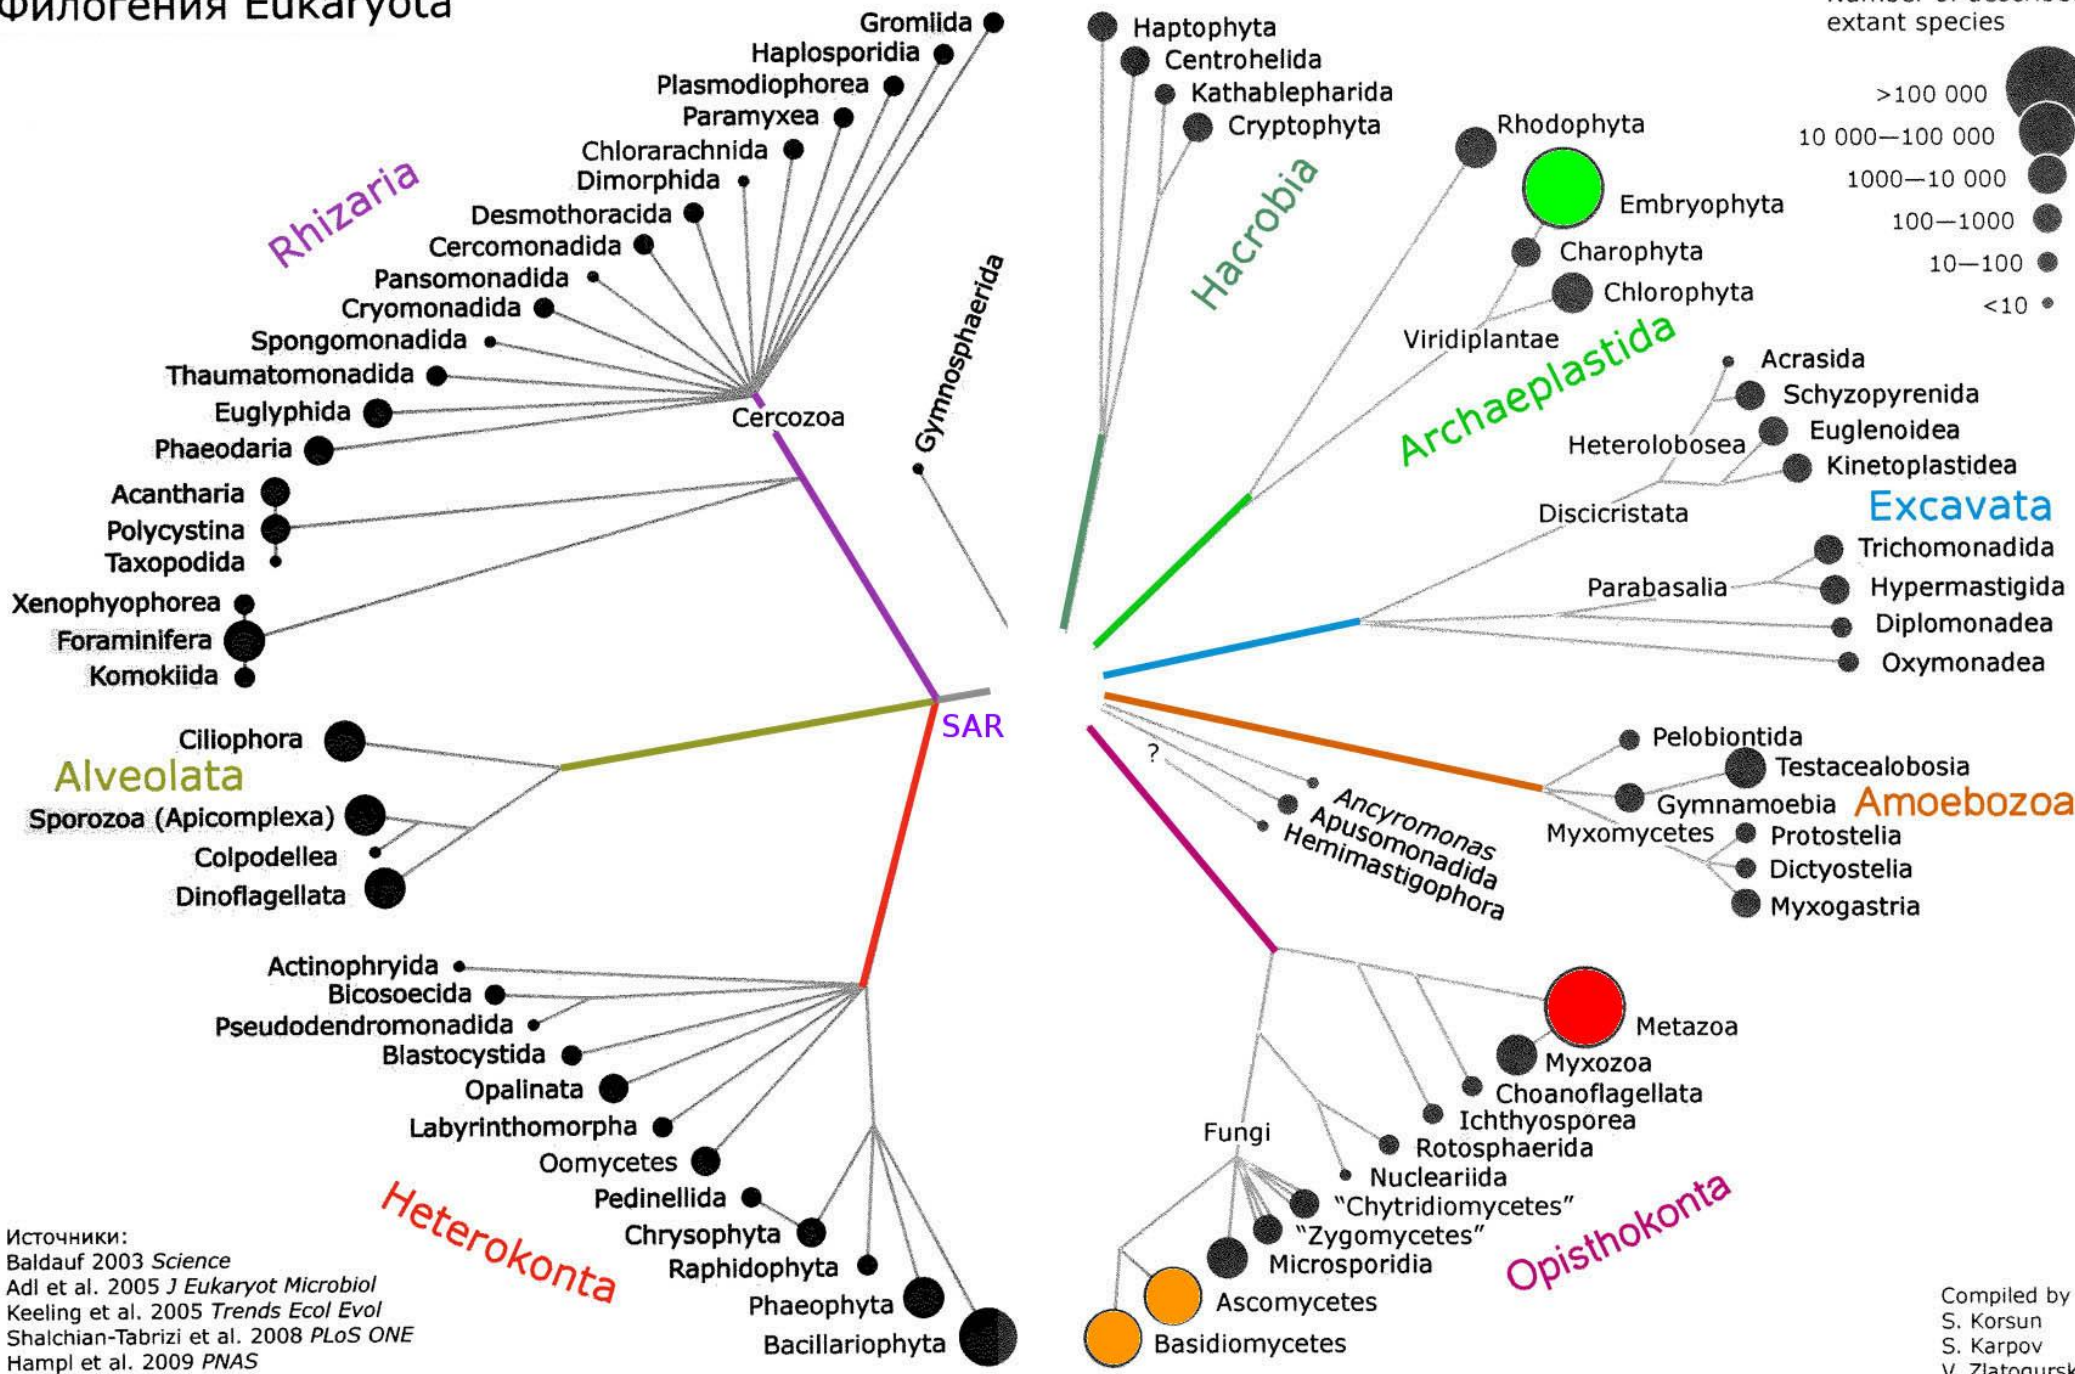 Филогения Eukaryota
extant species
>100 000
10 000—100 000
1000—10 000
100—1000
10—100
<10
Gromiida
Haplosporidia
Plasmodiophorea
Paramyxea
Chlorarachnida
Dimorphida
Desmothoracida
Cercomonadida
Pansomonadida
Cryomonadida
Spongomonadida
Thaumatomonadida
Euglyphida
Phaeodaria
Cercozoa
Rhizaria
Acantharia
Polycystina
Taxopodida
Xenophyophorea
Foraminifera
Komokiida
Gymnosphaerida
SAR
Ciliophora
Alveolata
Sporozoa (Apicomplexa)
Colpodellea
Dinoflagellata
Actinophryida
Bicosoecida
Pseudodendromonadida
Blastocystida
Opalinata
Labyrinthomorpha
Oomycetes
Pedinellida
Chrysophyta
Raphidophyta
Phaeophyta
Bacillariophyta
Heterokonta
Haptophyta
Centrohelida
Kathablepharida
Cryptophyta
Hacrobia
Rhodophyta
Embryophyta
Charophyta
Chlorophyta
Viridiplantae
Archaeplastida
Acrasida
Schyzopyrenida
Heterolobosea
Euglenoidea
Kinetoplastidea
Discicristata
Excavata
Trichomonadida
Parabasalia
Hypermastigida
Diplomonadea
Oxymonadea
Pelobiontida
Testacealobosia
Gymnamoebia
Amoebozoa
Myxomycetes
Protostelia
Dictyostelia
Myxogastria
?
Ancyromonas
Apusomonadida
Hemimastigophora
Metazoa
Myxozoa
Choanoflagellata
Ichthyosporea
Rotosphaerida
Nucleariida
Fungi
“Chytridiomycetes”
“Zygomycetes”
Microsporidia
Ascomycetes
Basidiomycetes
Opisthokonta
Источники:
Baldauf 2003 Science
Adl et al. 2005 J Eukaryot Microbiol
Keeling et al. 2005 Trends Ecol Evol
Shalchian-Tabrizi et al. 2008 PLoS ONE
Hampl et al. 2009 PNAS
Compiled by
S. Korsun
S. Karpov